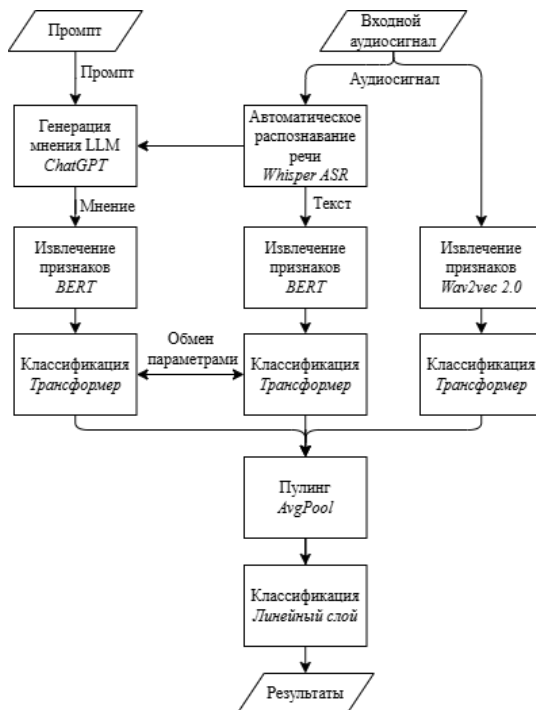 Промпт
Входной
аудиосигнал
Промпт
Аудиосигнал
Генерация
мнения LLM
ChatGPT
Автоматическое
распознавание
речи
Whisper ASR
Мнение
Текст
Извлечение
признаков
BERT
Извлечение
признаков
BERT
Извлечение
признаков
Wav2vec 2.0
Обмен
параметрами
Классификация
Трансформер
Классификация
Трансформер
Классификация
Трансформер
Пулинг
AvgPool
Классификация
Линейный слой
Результаты